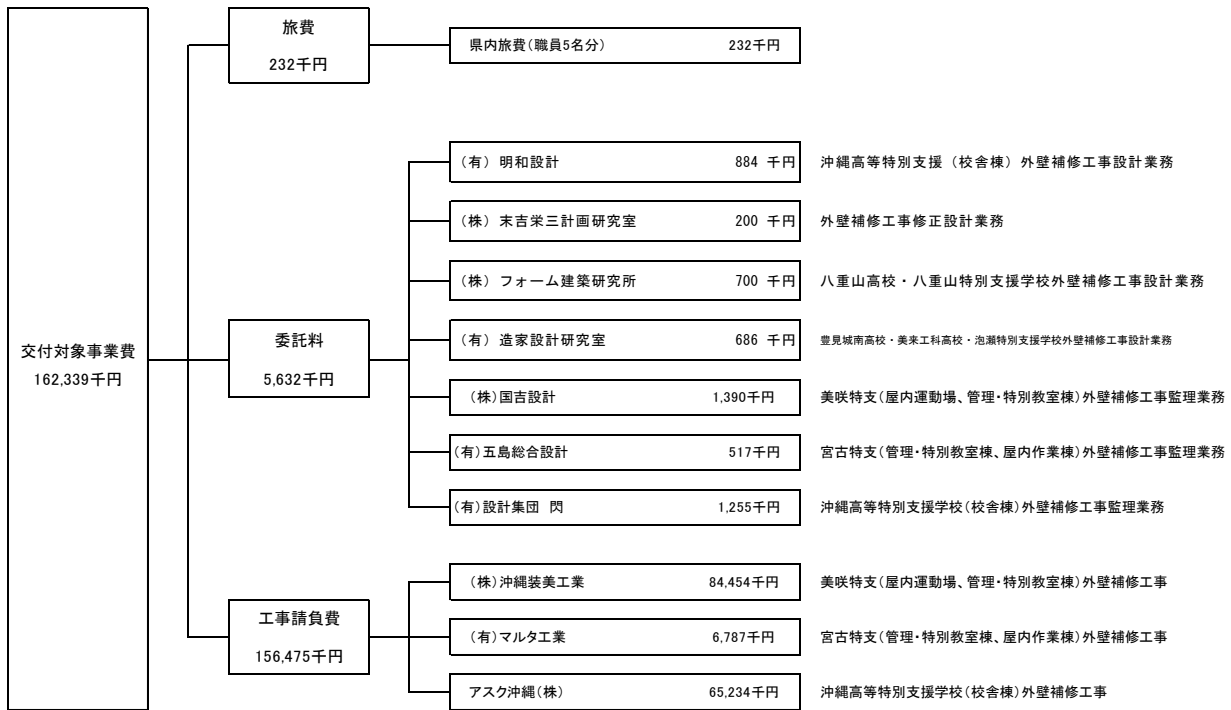 交付対象事業費
162,339千円
旅費
232千円
県内旅費(職員5名分) 232千円
委託料
5,632千円
(有) 明和設計 884 千円 沖縄高等特別支援(校舎棟)外壁補修工事設計業務
(株) 末吉栄三計画研究室 200 千円 外壁補修工事修正設計業務
(株) フォーム建築研究所 700 千円 八重山高校・八重山特別支援学校外壁補修工事設計業務
(有) 造家設計研究室 686 千円 豊見城南高校・美来工科高校・泡瀬特別支援学校外壁補修工事設計業務
(株)国吉設計 1,390千円 美咲特支(屋内運動場、管理・特別教室棟)外壁補修工事監理業務
(有)五島総合設計 517千円 宮古特支(管理・特別教室棟、屋内作業棟)外壁補修工事監理業務
(有)設計集団 閃 1,255千円 沖縄高等特別支援学校(校舎棟)外壁補修工事監理業務
工事請負費
156,475千円
(株)沖縄装美工業 84,454千円 美咲特支(屋内運動場、管理・特別教室棟)外壁補修工事
(有)マルタ工業 6,787千円 宮古特支(管理・特別教室棟、屋内作業棟)外壁補修工事
アスク沖縄(株) 65,234千円 沖縄高等特別支援学校(校舎棟)外壁補修工事